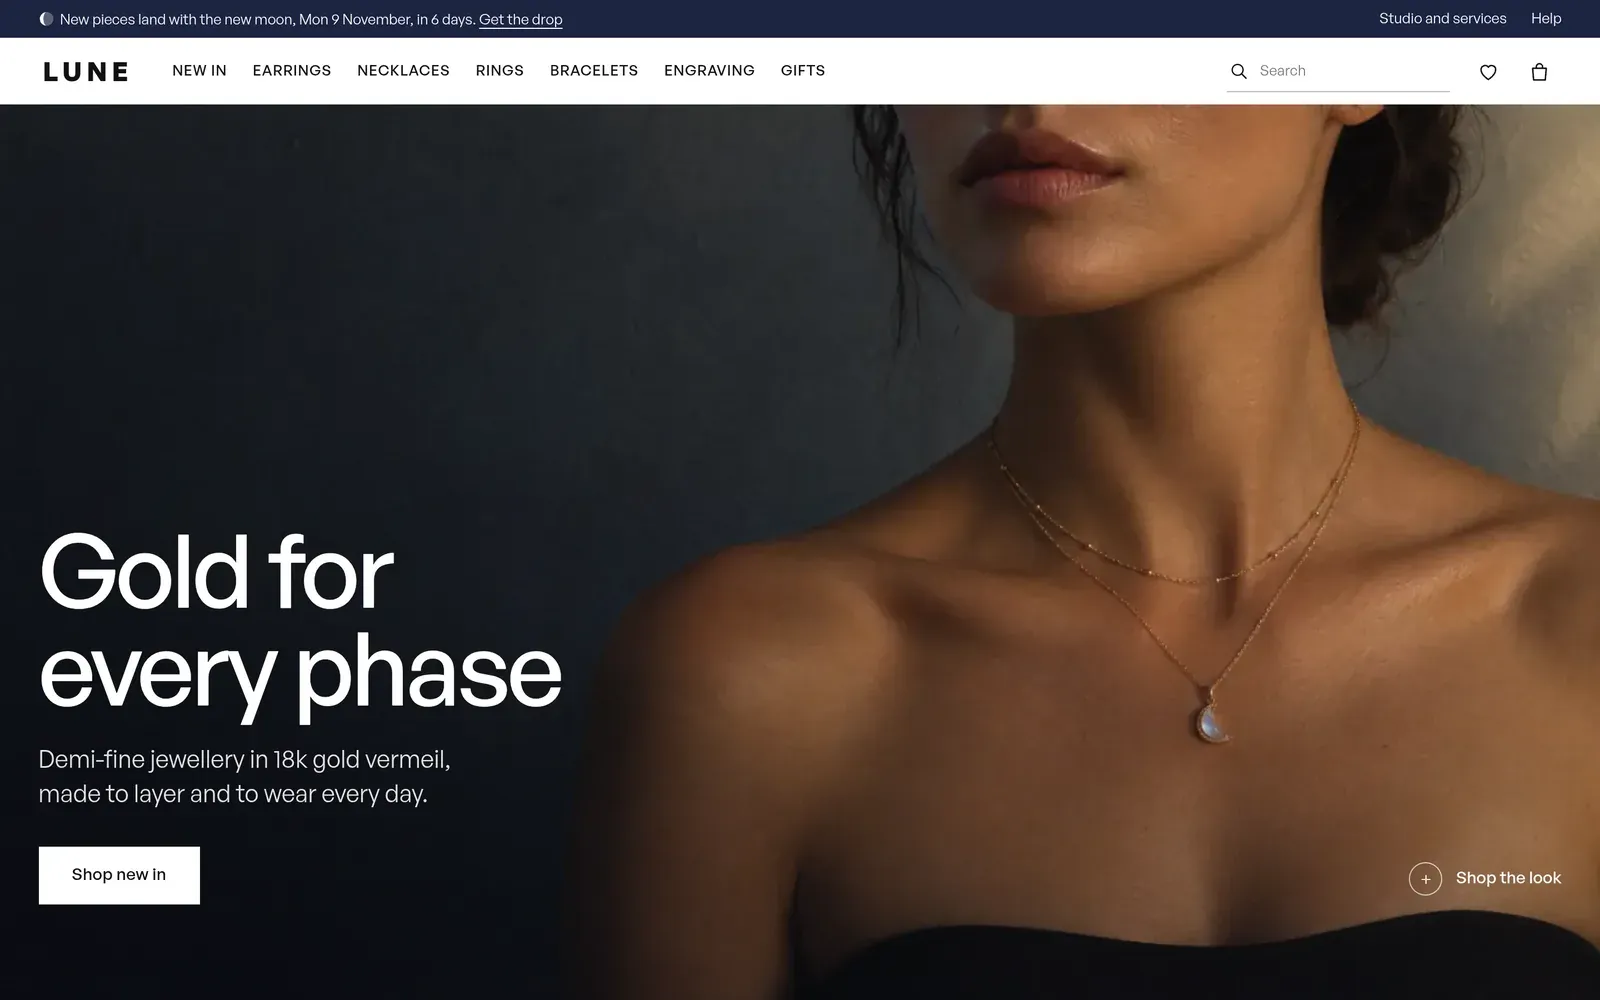 New pieces land with the new moon, Mon 9 November, in 6 days. Get the drop
Studio and services
Help
LUNE
NEW IN
EARRINGS
NECKLACES
RINGS
BRACELETS
ENGRAVING
GIFTS
Search
Gold for
every phase
Demi-fine jewellery in 18k gold vermeil,
made to layer and to wear every day.
Shop new in
+ Shop the look